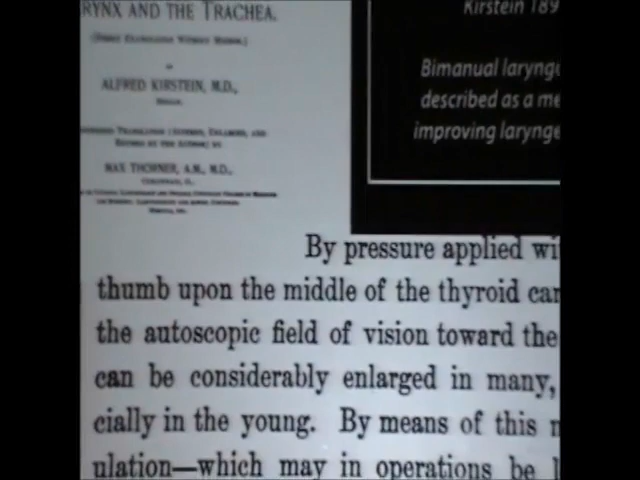 RYNX AND THE TRACHEA.
ALFRED KIRSTEIN, M.D.,
MAX THORNER, A.M., M.D.,
Kirstein 189
Bimanual laryng
described as a me
improving larynge
By pressure applied wi
thumb upon the middle of the thyroid car
the autoscopic field of vision toward the
can be considerably enlarged in many,
cially in the young. By means of this
ulation—which may in operations be